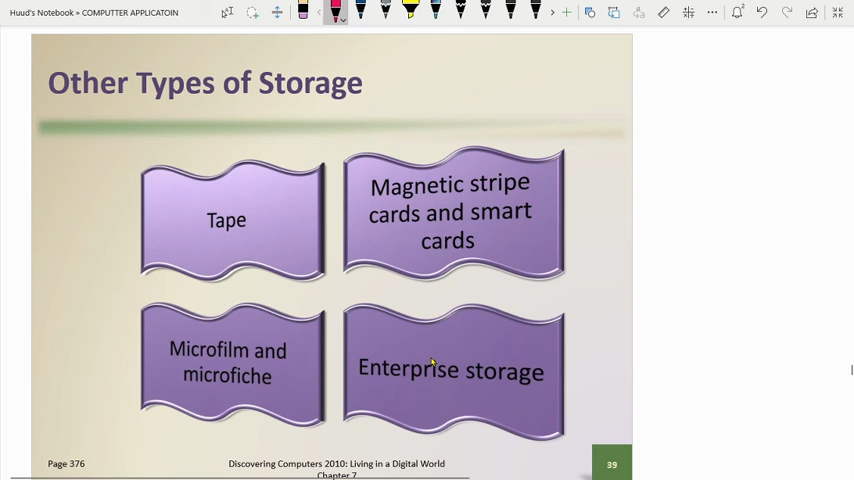 Huud's Notebook » COMPUTTER APPLICATOIN
2
Other Types of Storage
Tape
Magnetic stripe
cards and smart
cards
Microfilm and
microfiche
Enterprise storage
Page 376
Discovering Computers 2010: Living in a Digital World
Chapter 7
39